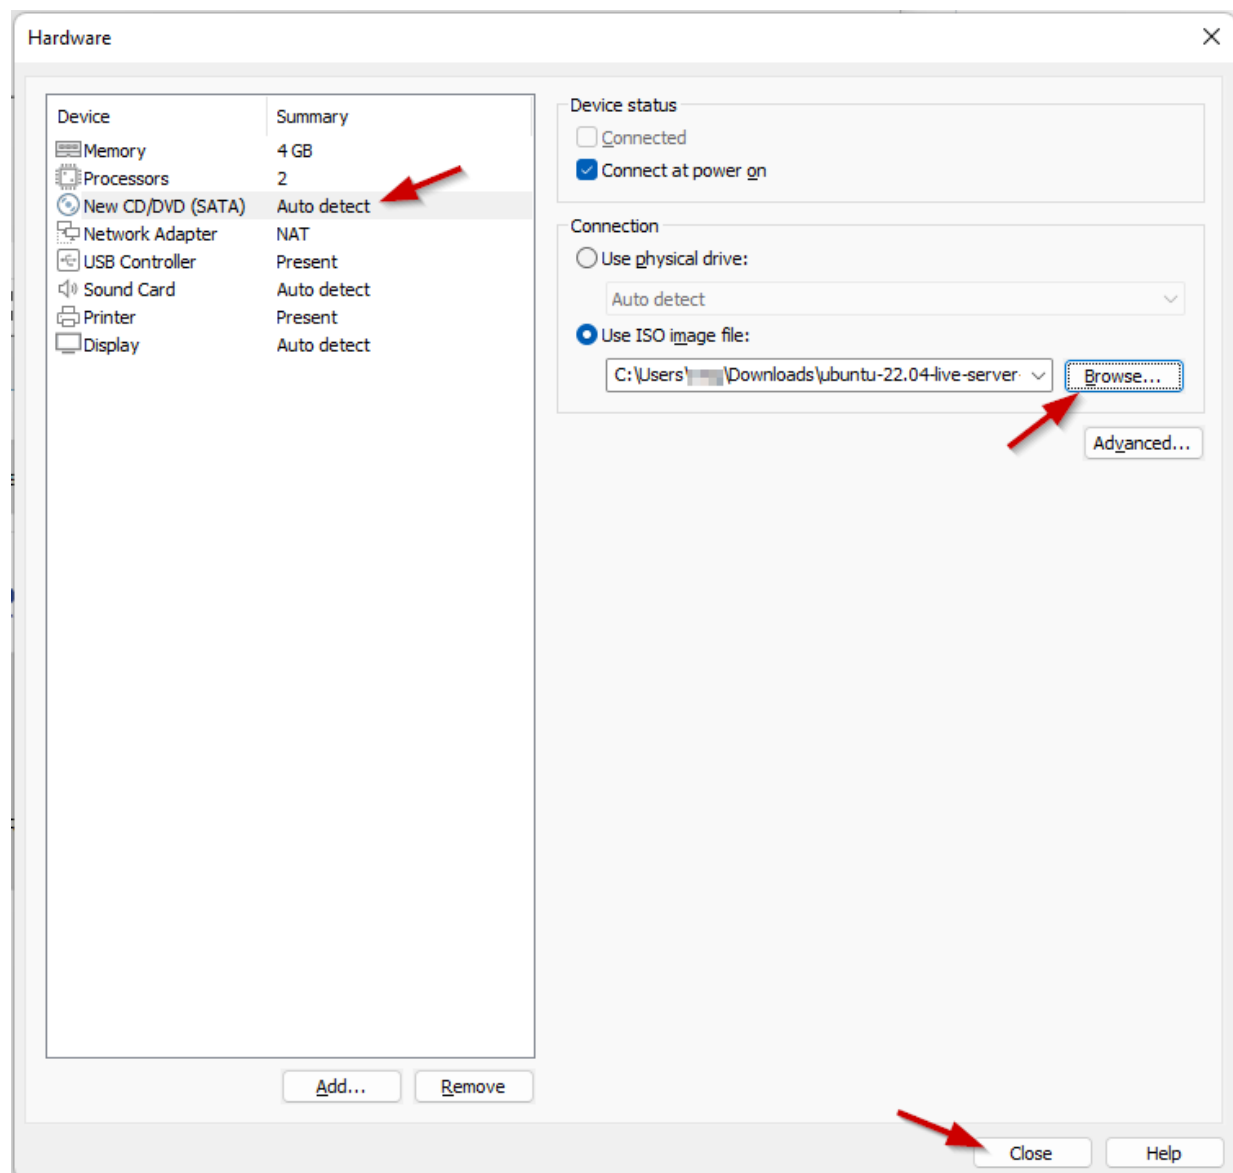 Hardware
Device Summary
Memory 4 GB
Processors 2
New CD/DVD (SATA) Auto detect
Network Adapter NAT
USB Controller Present
Sound Card Auto detect
Printer Present
Display Auto detect
Add... Remove
Device status
Connected
Connect at power on
Connection
Use physical drive:
Auto detect
Use ISO image file:
C:\Users\ \Downloads\ubuntu-22.04-live-server- Browse...
Advanced...
Close Help